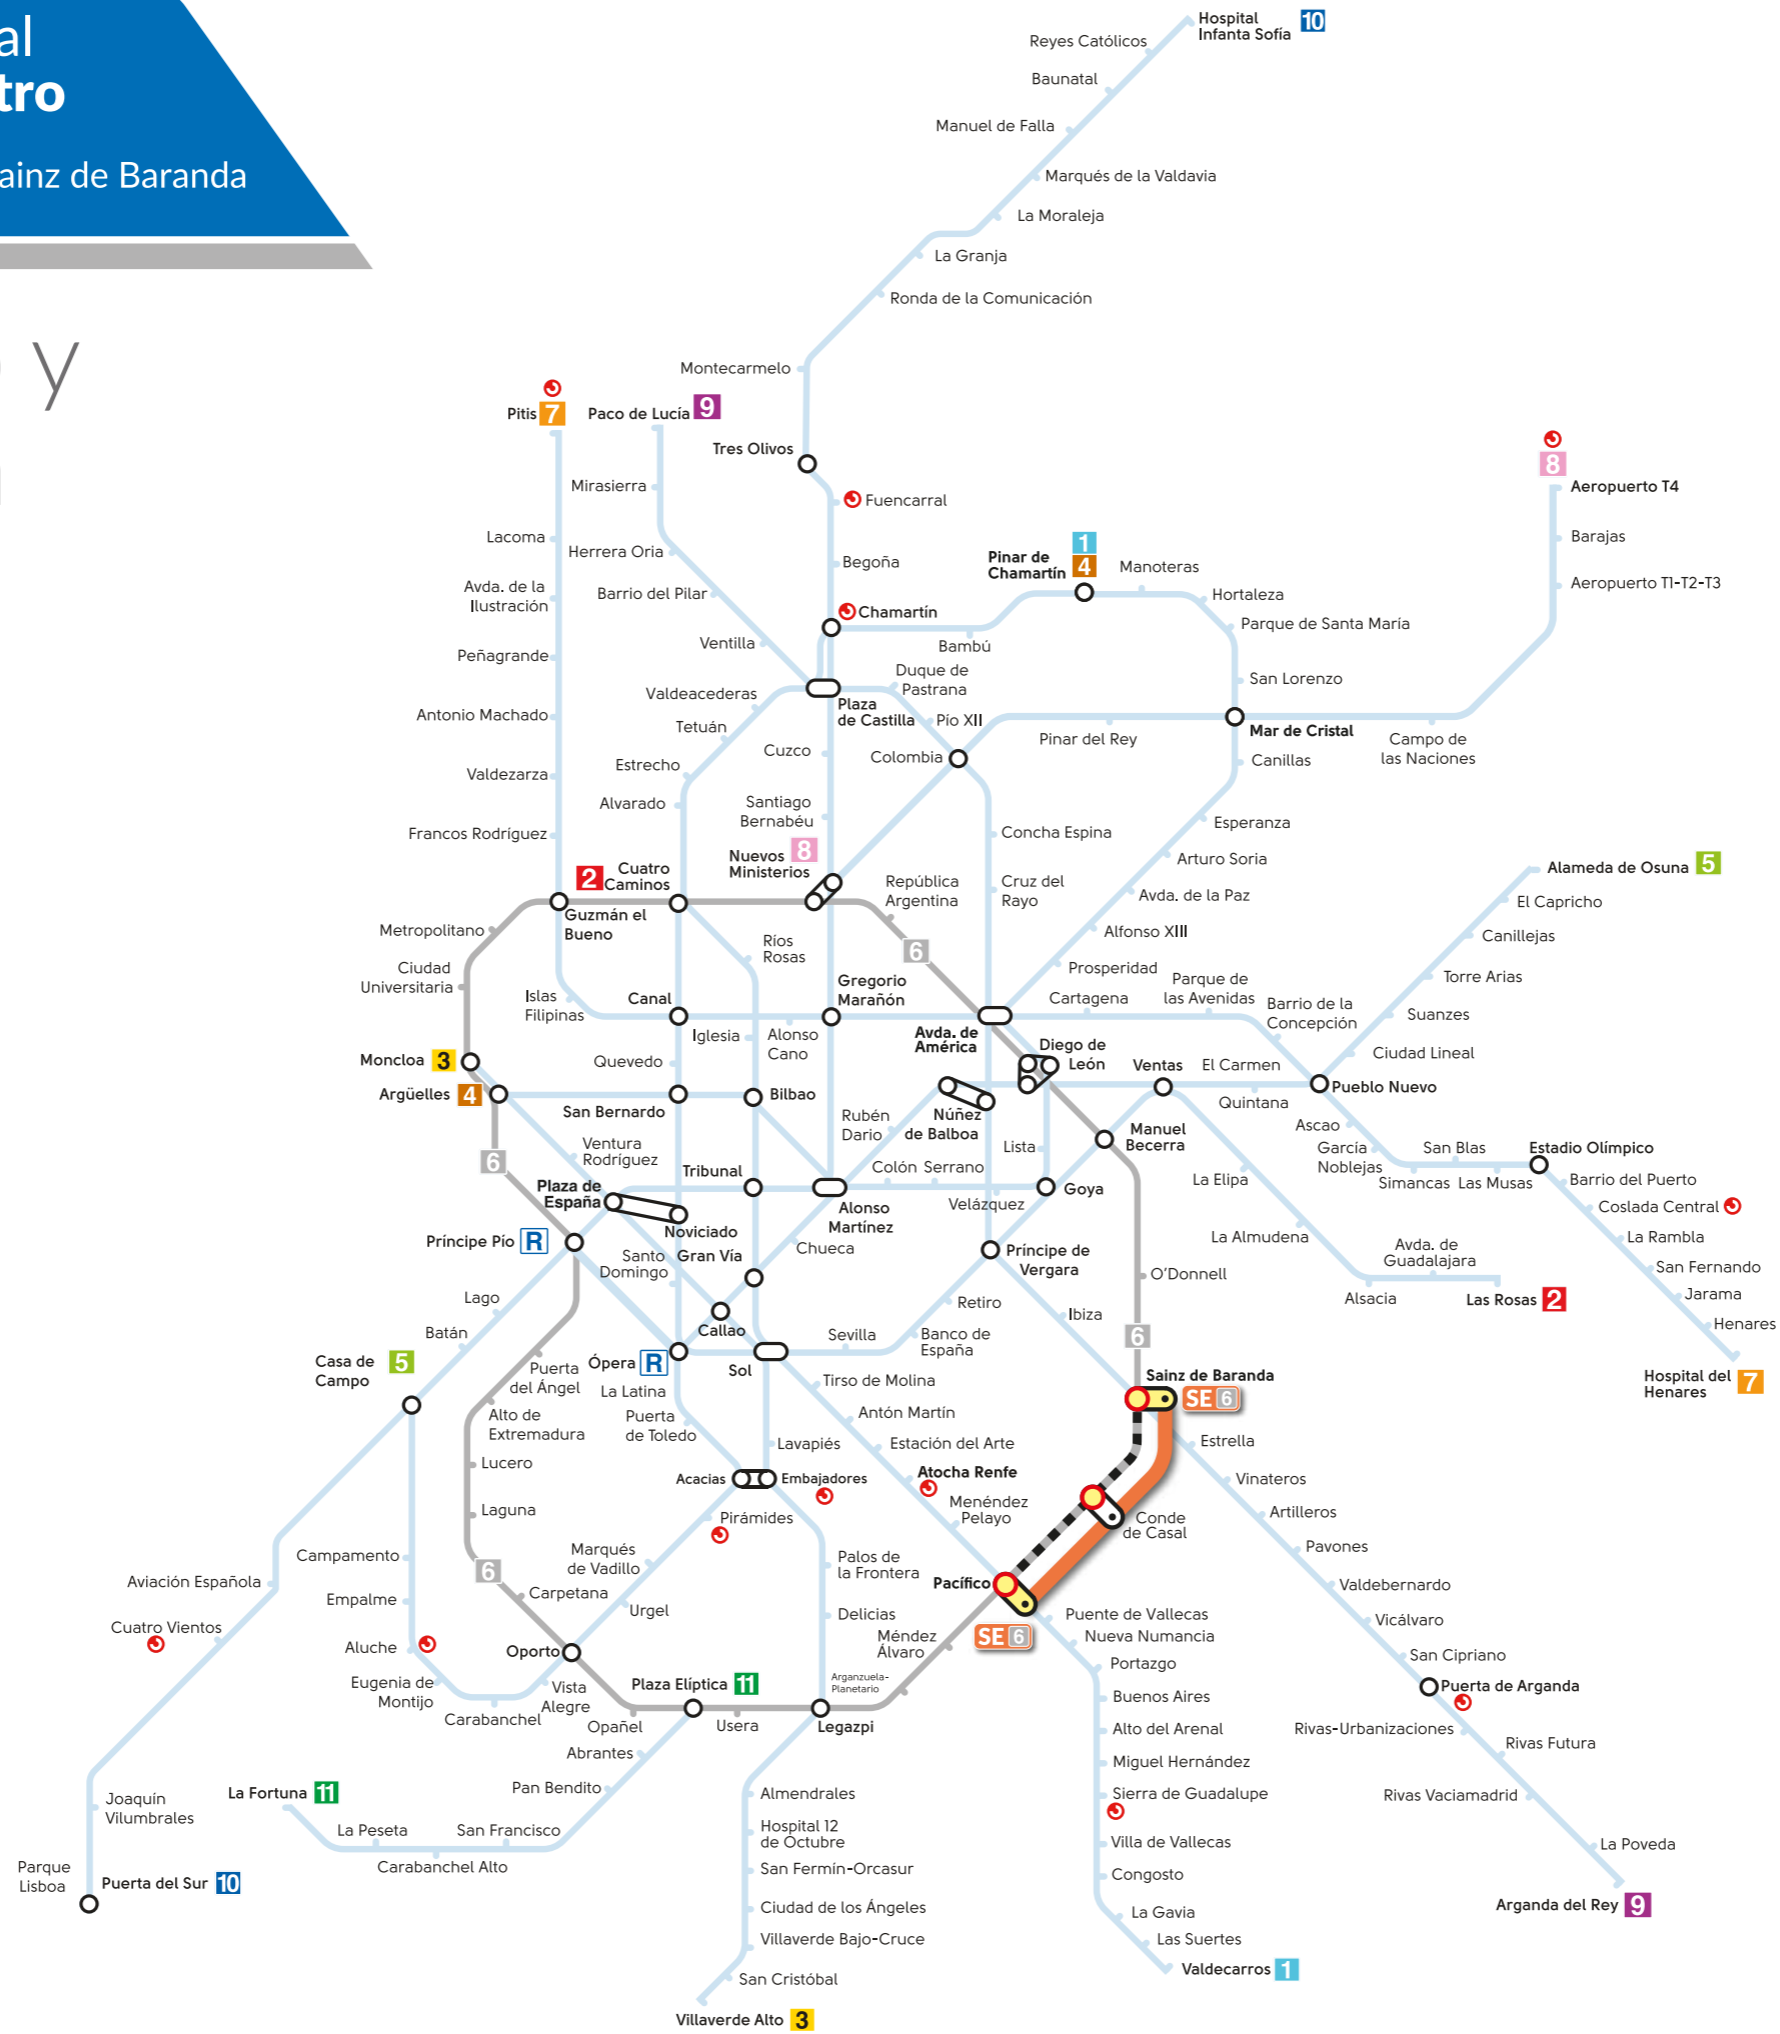 al
tro
ainz de Baranda
y
Hospital
Infanta Sofía
10
Reyes Católicos
Baunatal
Manuel de Falla
Marqués de la Valdavia
La Moraleja
La Granja
Ronda de la Comunicación
Montecarmelo
Pitis 7
Paco de Lucía 9
Tres Olivos
8
Aeropuerto T4
Mirasierra
Fuencarral
Lacoma
Herrera Oria
Barajas
Begoña
Pinar de
Chamartín
1
4
Manoteras
Aeropuerto T1-T2-T3
Avda. de la
Ilustración
Barrio del Pilar
Hortaleza
Chamartín
Parque de Santa María
Ventilla
Bambú
Peñagrande
Duque de
Pastrana
San Lorenzo
Valdeacederas
Plaza
de Castilla
Pío XII
Antonio Machado
Tetuán
Mar de Cristal
Pinar del Rey
Campo de
las Naciones
Cuzco
Colombia
Canillas
Estrecho
Valdezarza
Alvarado
Santiago
Bernabéu
Esperanza
Francos Rodríguez
Concha Espina
Nuevos
Ministerios
8
Arturo Soria
Alameda de Osuna 5
2
Cuatro
Caminos
República
Argentina
Cruz del
Rayo
Avda. de la Paz
El Capricho
Guzmán el
Bueno
Metropolitano
Alfonso XIII
Canillejas
Ríos
Rosas
6
Ciudad
Universitaria
Prosperidad
Torre Arias
Gregorio
Marañón
Islas
Filipinas
Canal
Cartagena
Parque de
las Avenidas
Barrio de la
Concepción
Suanzes
Iglesia
Alonso
Cano
Avda. de
América
Diego de
León
Ciudad Lineal
Moncloa 3
Quevedo
Ventas
El Carmen
Pueblo Nuevo
Argüelles 4
San Bernardo
Bilbao
Quintana
Rubén
Dario
Núñez
de Balboa
Manuel
Becerra
Ascao
Ventura
Rodríguez
Lista
García
Noblejas
San Blas
Estadio Olímpico
6
Tribunal
Colón
Serrano
Simancas
Las Musas
Barrio del Puerto
Plaza de
España
Velázquez
Goya
La Elipa
Coslada Central
Alonso
Martínez
Noviciado
La Rambla
Príncipe Pío R
Santo
Domingo
Gran Vía
Chueca
Príncipe de
Vergara
La Almudena
Avda. de
Guadalajara
San Fernando
O'Donnell
Jarama
Lago
Retiro
Ibiza
Alsacia
Las Rosas 2
Batán
Callao
Sevilla
Banco de
España
6
Henares
Casa de
Campo
5
Puerta
del Ángel
Ópera R
Sol
Sainz de Baranda
SE 6
Hospital del
Henares
7
La Latina
Tirso de Molina
Alto de
Extremadura
Puerta
de Toledo
Antón Martín
Lavapiés
Estación del Arte
Estrella
Lucero
Acacias
Embajadores
Atocha Renfe
Vinateros
Laguna
Pirámides
Menéndez
Pelayo
Conde
de Casal
Artilleros
Marqués
de Vadillo
Pavones
Campamento
6
Palos de
la Frontera
Pacífico
Aviación Española
Carpetana
Valdebernardo
Empalme
Urgel
Delicias
Puente de Vallecas
Vicálvaro
Cuatro Vientos
SE 6
Nueva Numancia
Aluche
Méndez
Álvaro
San Cipriano
Oporto
Portazgo
Eugenia de
Montijo
Vista
Alegre
Plaza Elíptica 11
Arganzuela-
Planetario
Puerta de Arganda
Buenos Aires
Carabanchel
Opañel
Usera
Legazpi
Alto del Arenal
Rivas-Urbanizaciones
Rivas Futura
Abrantes
Miguel Hernández
Joaquín
Vilumbrales
La Fortuna 11
Pan Bendito
Almendrales
Sierra de Guadalupe
Rivas Vaciamadrid
La Peseta
San Francisco
Hospital 12
de Octubre
Villa de Vallecas
La Poveda
Carabanchel Alto
San Fermín-Orcasur
Congosto
Parque
Lisboa
Puerta del Sur 10
Ciudad de los Ángeles
La Gavia
Arganda del Rey 9
Villaverde Bajo-Cruce
Las Suertes
San Cristóbal
Valdecarros 1
Villaverde Alto 3